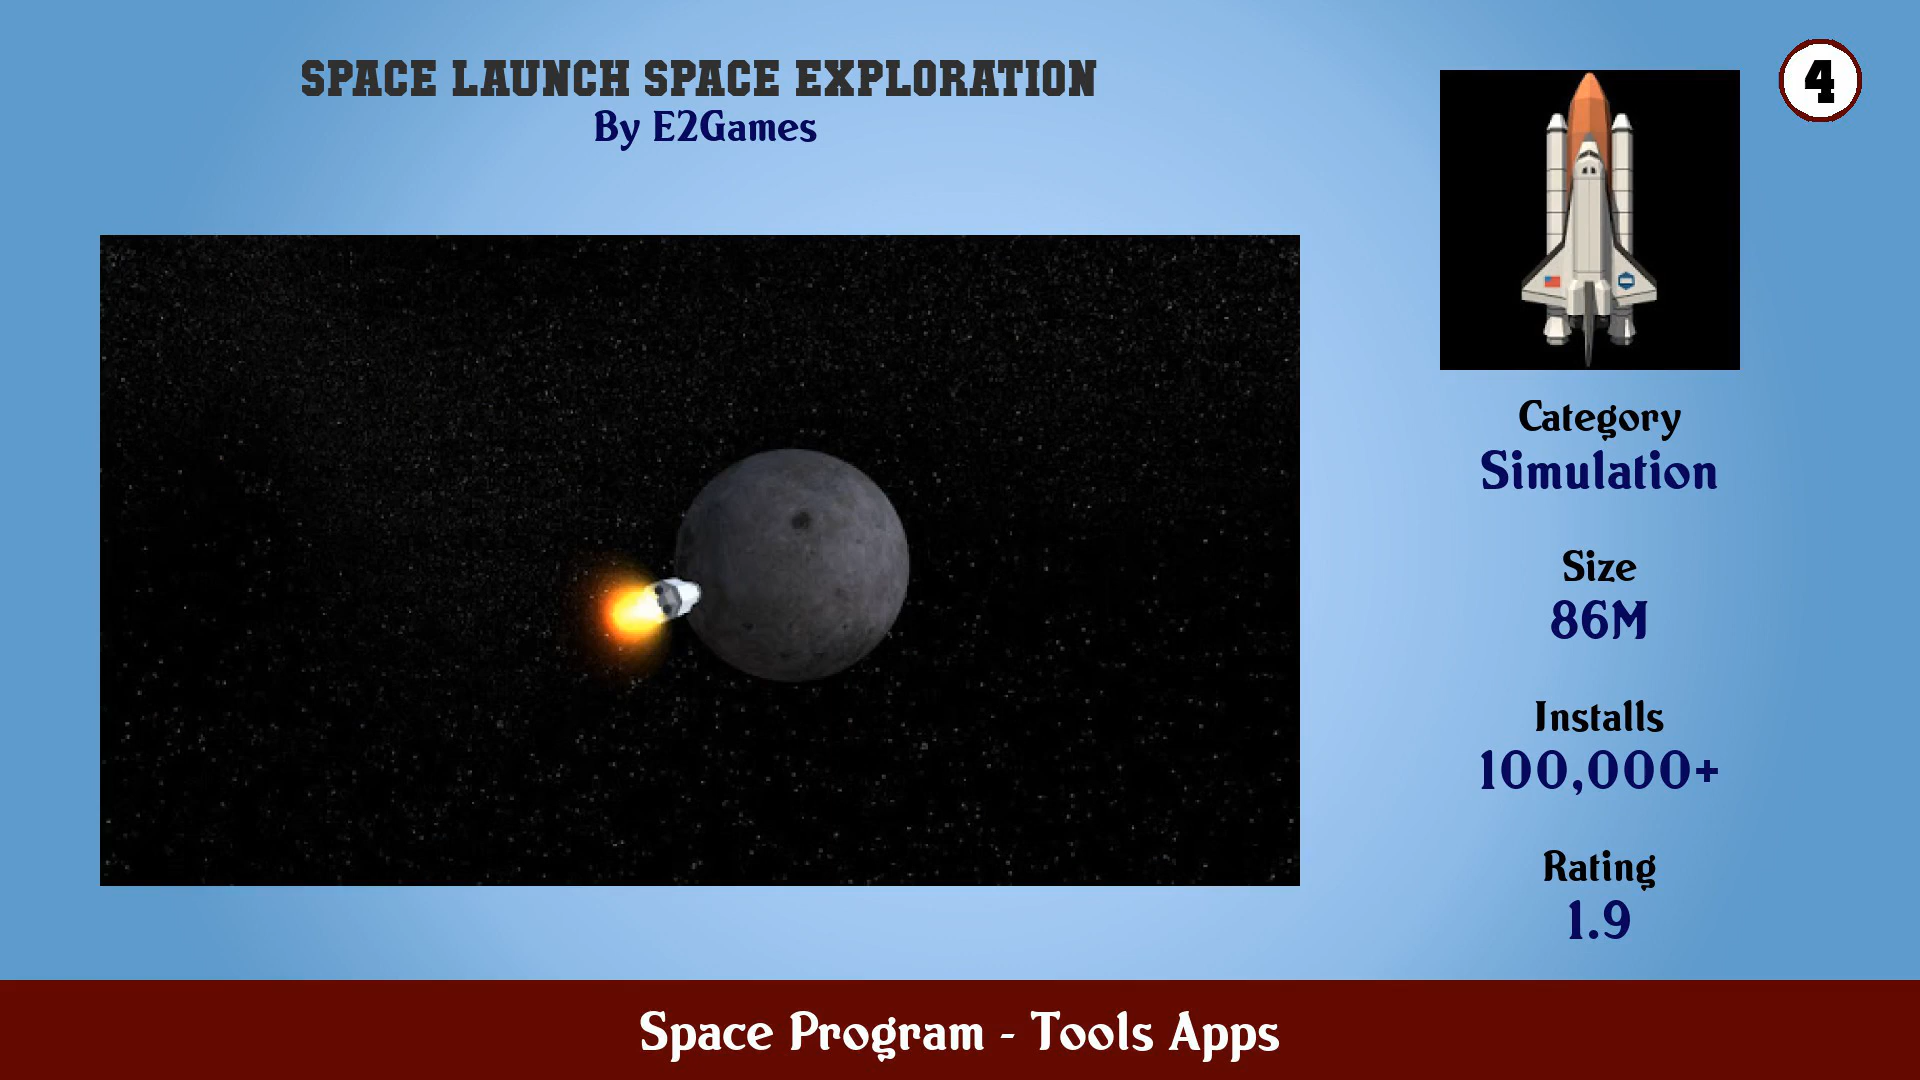 SPACE LAUNCH SPACE EXPLORATION
By E2Games
4
Category
Simulation
Size
86M
Installs
100,000+
Rating
1.9
Space Program - Tools Apps